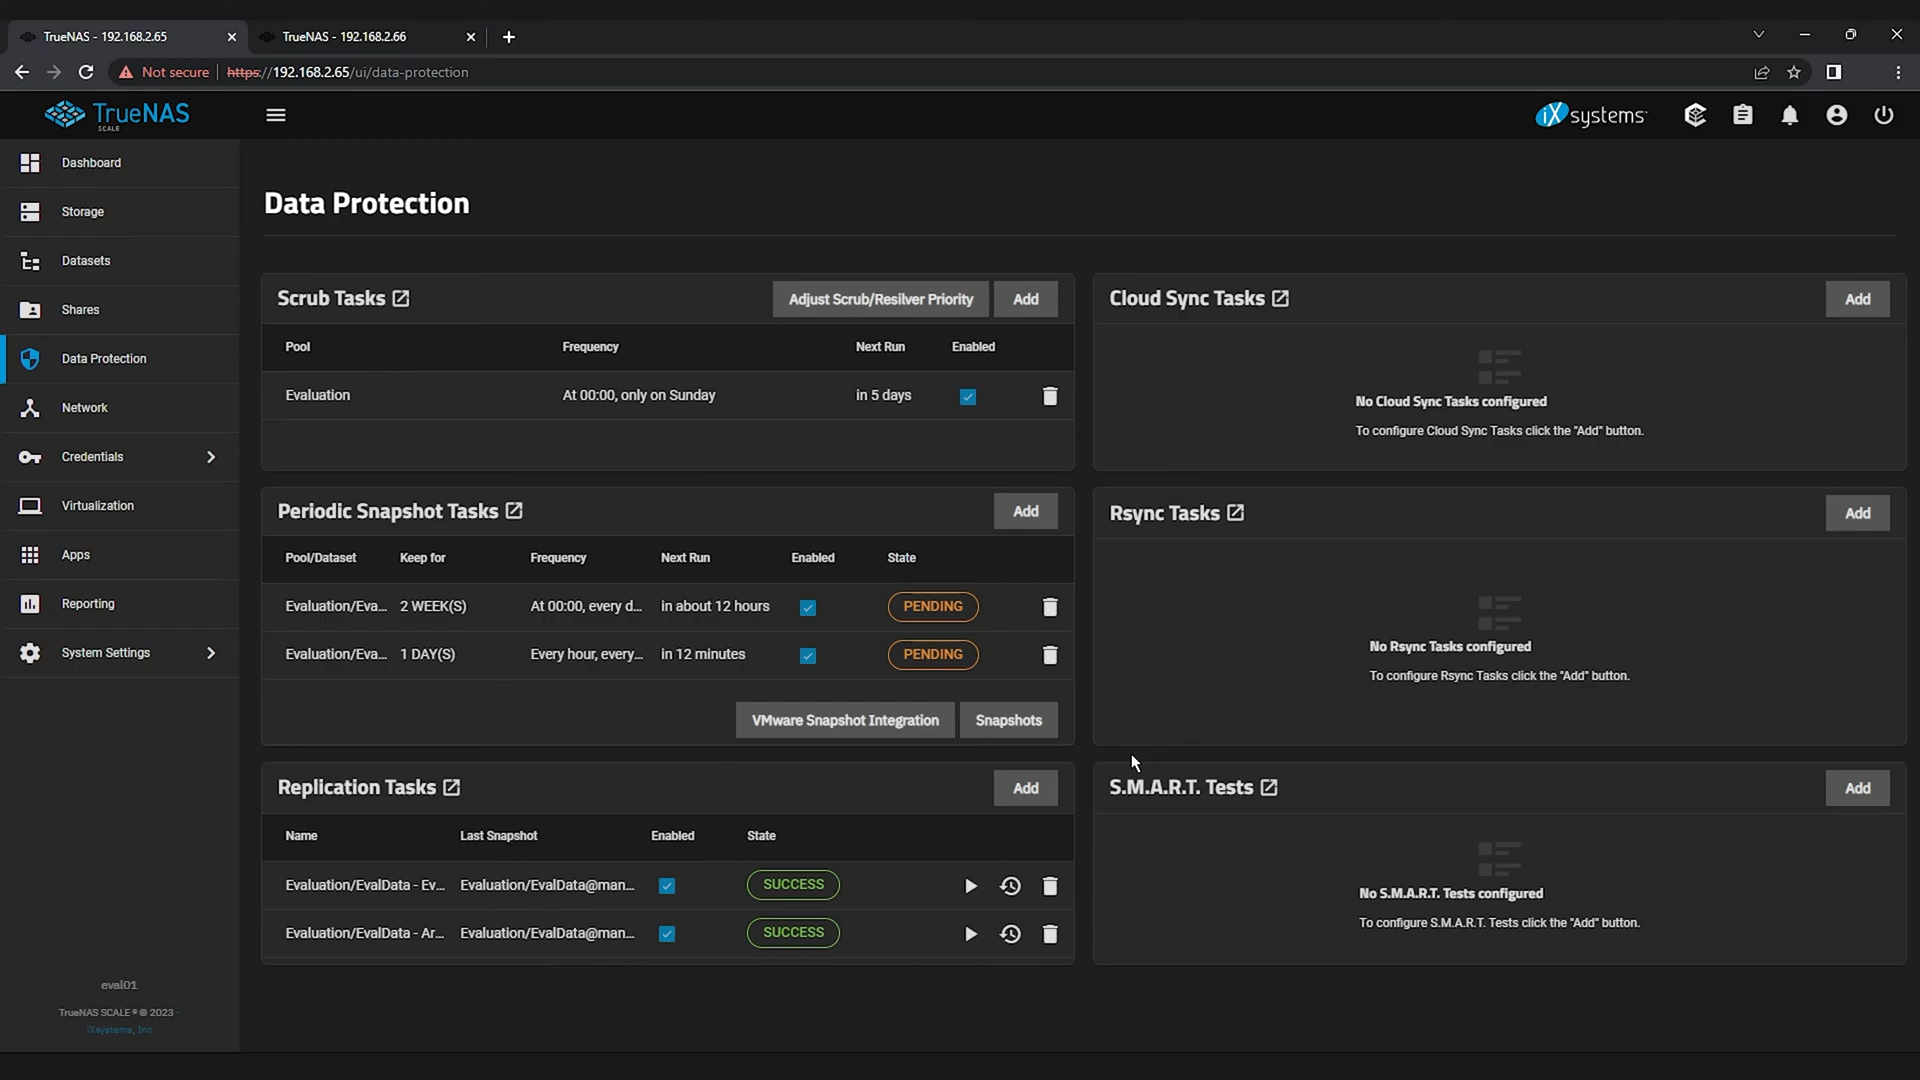 TrueNAS - 192.168.2.65
TrueNAS - 192.168.2.66
Not secure
https://192.168.2.65/ui/data-protection
TrueNAS
SCALE
iXsystems
Dashboard
Storage
Datasets
Shares
Data Protection
Network
Credentials
Virtualization
Apps
Reporting
System Settings
eval01
TrueNAS SCALE ® © 2023 -
iXsystems, Inc
Data Protection
Scrub Tasks
Adjust Scrub/Resilver Priority
Add
Pool Frequency Next Run Enabled
Evaluation At 00:00, only on Sunday in 5 days
Cloud Sync Tasks
Add
No Cloud Sync Tasks configured
To configure Cloud Sync Tasks click the "Add" button.
Periodic Snapshot Tasks
Add
Pool/Dataset Keep for Frequency Next Run Enabled State
Evaluation/Eva... 2 WEEK(S) At 00:00, every d... in about 12 hours PENDING
Evaluation/Eva... 1 DAY(S) Every hour, every... in 12 minutes PENDING
VMware Snapshot Integration
Snapshots
Rsync Tasks
Add
No Rsync Tasks configured
To configure Rsync Tasks click the "Add" button.
Replication Tasks
Add
Name Last Snapshot Enabled State
Evaluation/EvalData - Ev... Evaluation/EvalData@man... SUCCESS
Evaluation/EvalData - Ar... Evaluation/EvalData@man... SUCCESS
S.M.A.R.T. Tests
Add
No S.M.A.R.T. Tests configured
To configure S.M.A.R.T. Tests click the "Add" button.